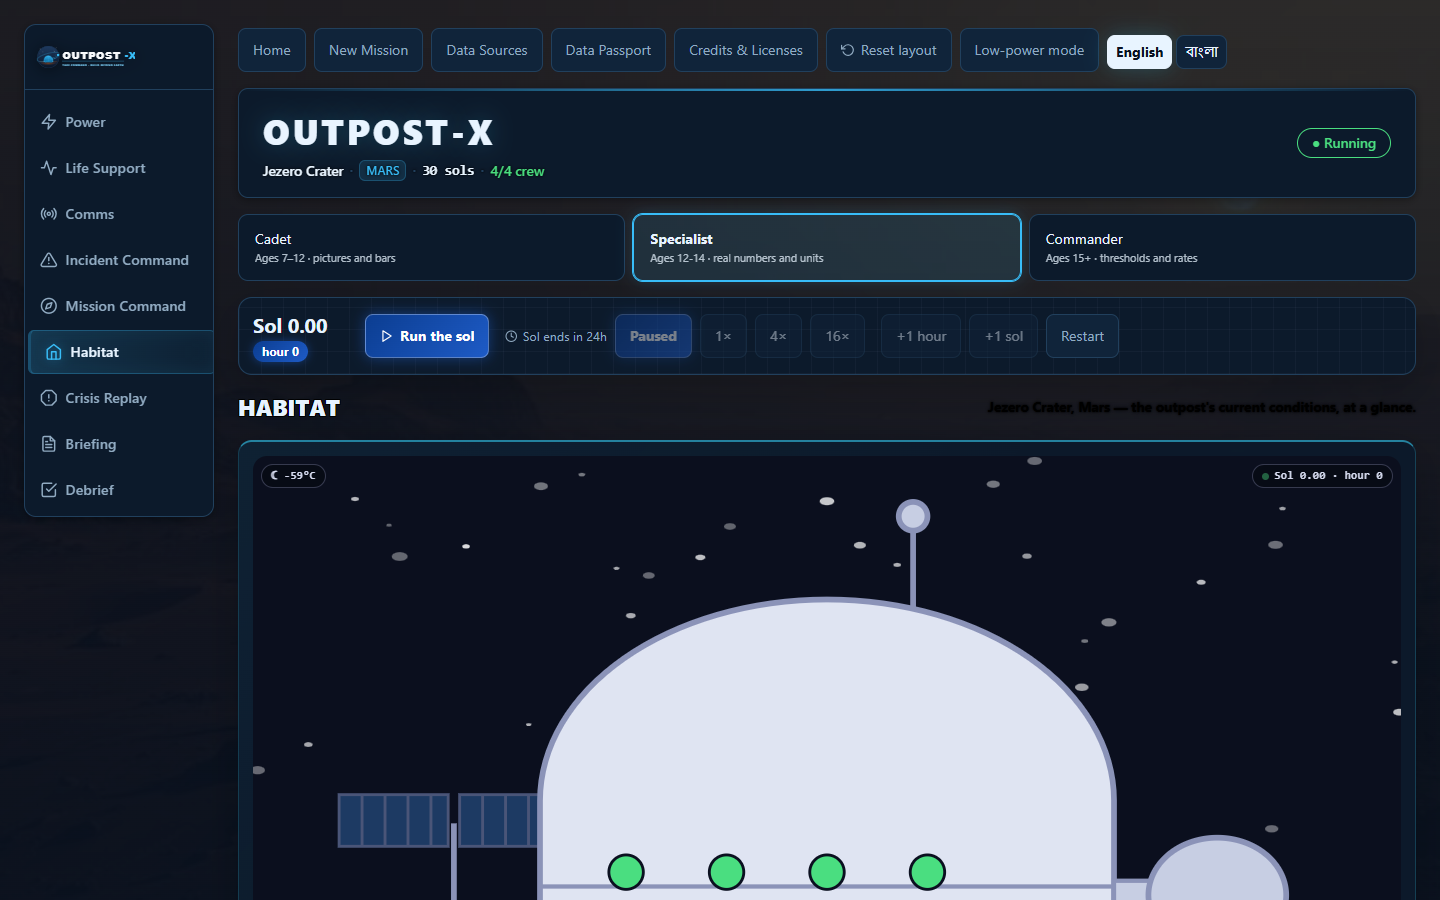 OUTPOST -X
Home
New Mission
Data Sources
Data Passport
Credits & Licenses
Reset layout
Low-power mode
English
বাংলা
Power
Life Support
Comms
Incident Command
Mission Command
Habitat
Crisis Replay
Briefing
Debrief
OUTPOST-X
Jezero Crater · MARS · 30 sols · 4/4 crew
Running
Cadet
Ages 7–12 · pictures and bars
Specialist
Ages 12–14 · real numbers and units
Commander
Ages 15+ · thresholds and rates
Sol 0.00
hour 0
Run the sol
Sol ends in 24h
Paused
1×
4×
16×
+1 hour
+1 sol
Restart
HABITAT
Jezero Crater, Mars — the outpost's current conditions, at a glance.
-59°C
Sol 0.00 · hour 0